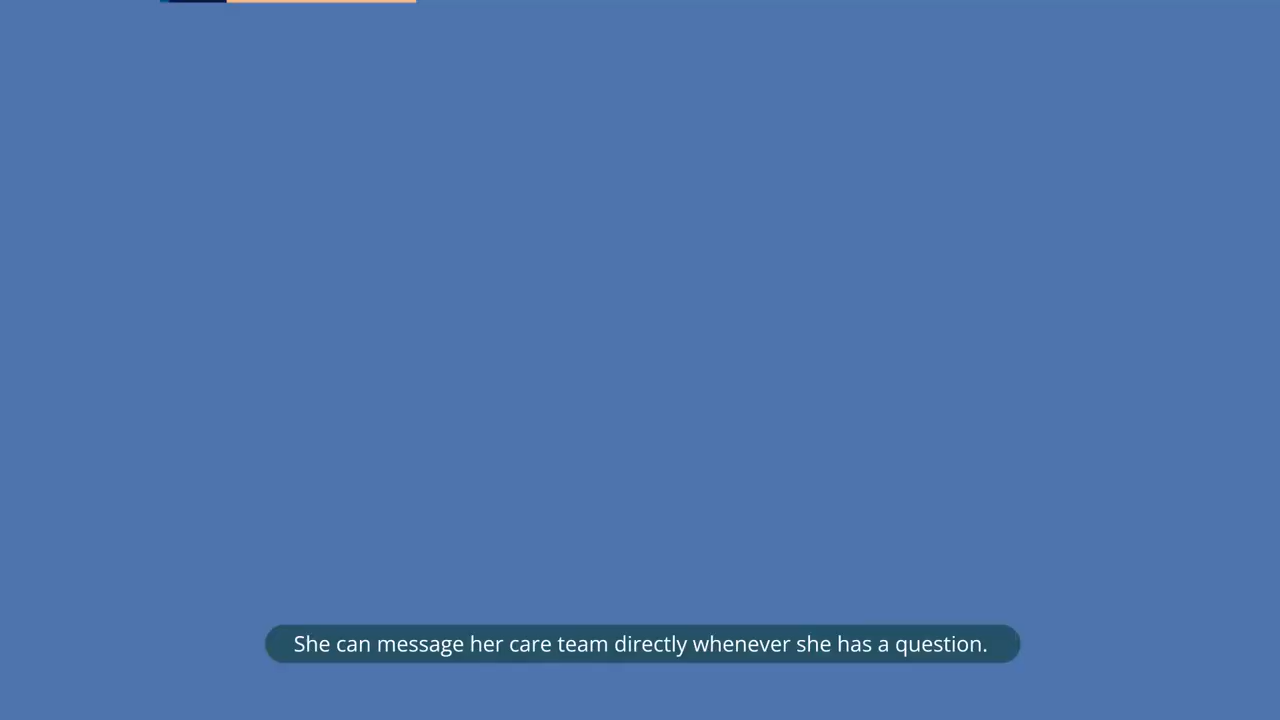 She can message her care team directly whenever she has a question.